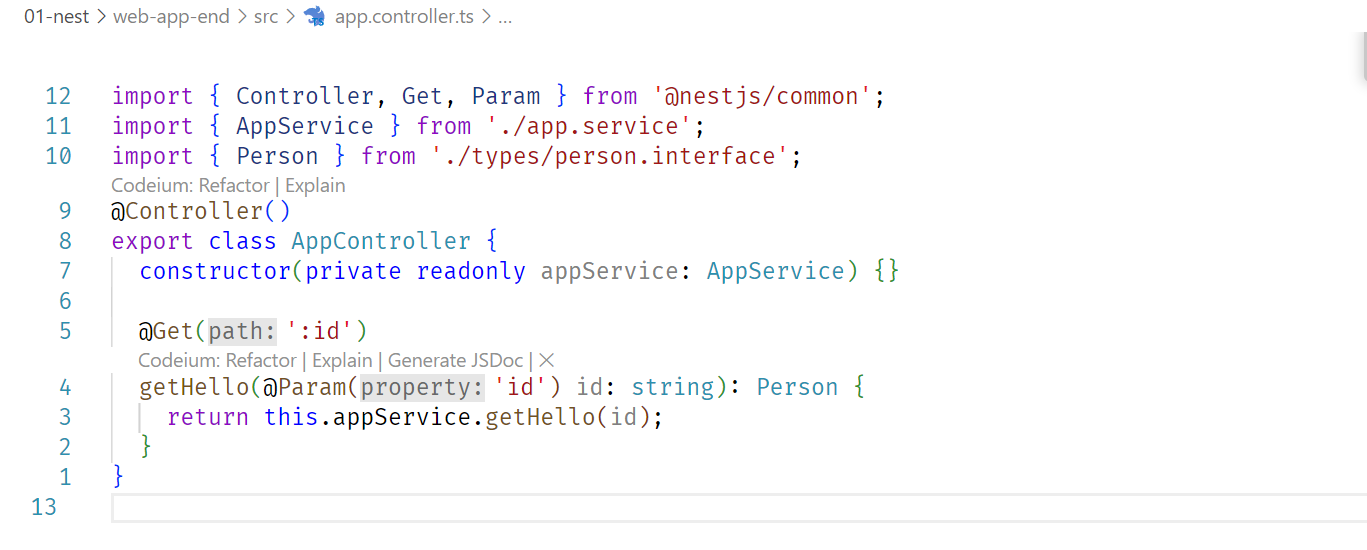 01-nest > web-app-end > src > app.controller.ts > ...
12 import { Controller, Get, Param } from '@nestjs/common';
11 import { AppService } from './app.service';
10 import { Person } from './types/person.interface';
Codeium: Refactor | Explain
9 @Controller()
8 export class AppController {
7 constructor(private readonly appService: AppService) {}
6
5 @Get(path: ':id')
Codeium: Refactor | Explain | Generate JSDoc | ×
4 getHello(@Param(property: 'id') id: string): Person {
3 return this.appService.getHello(id);
2 }
1 }
13